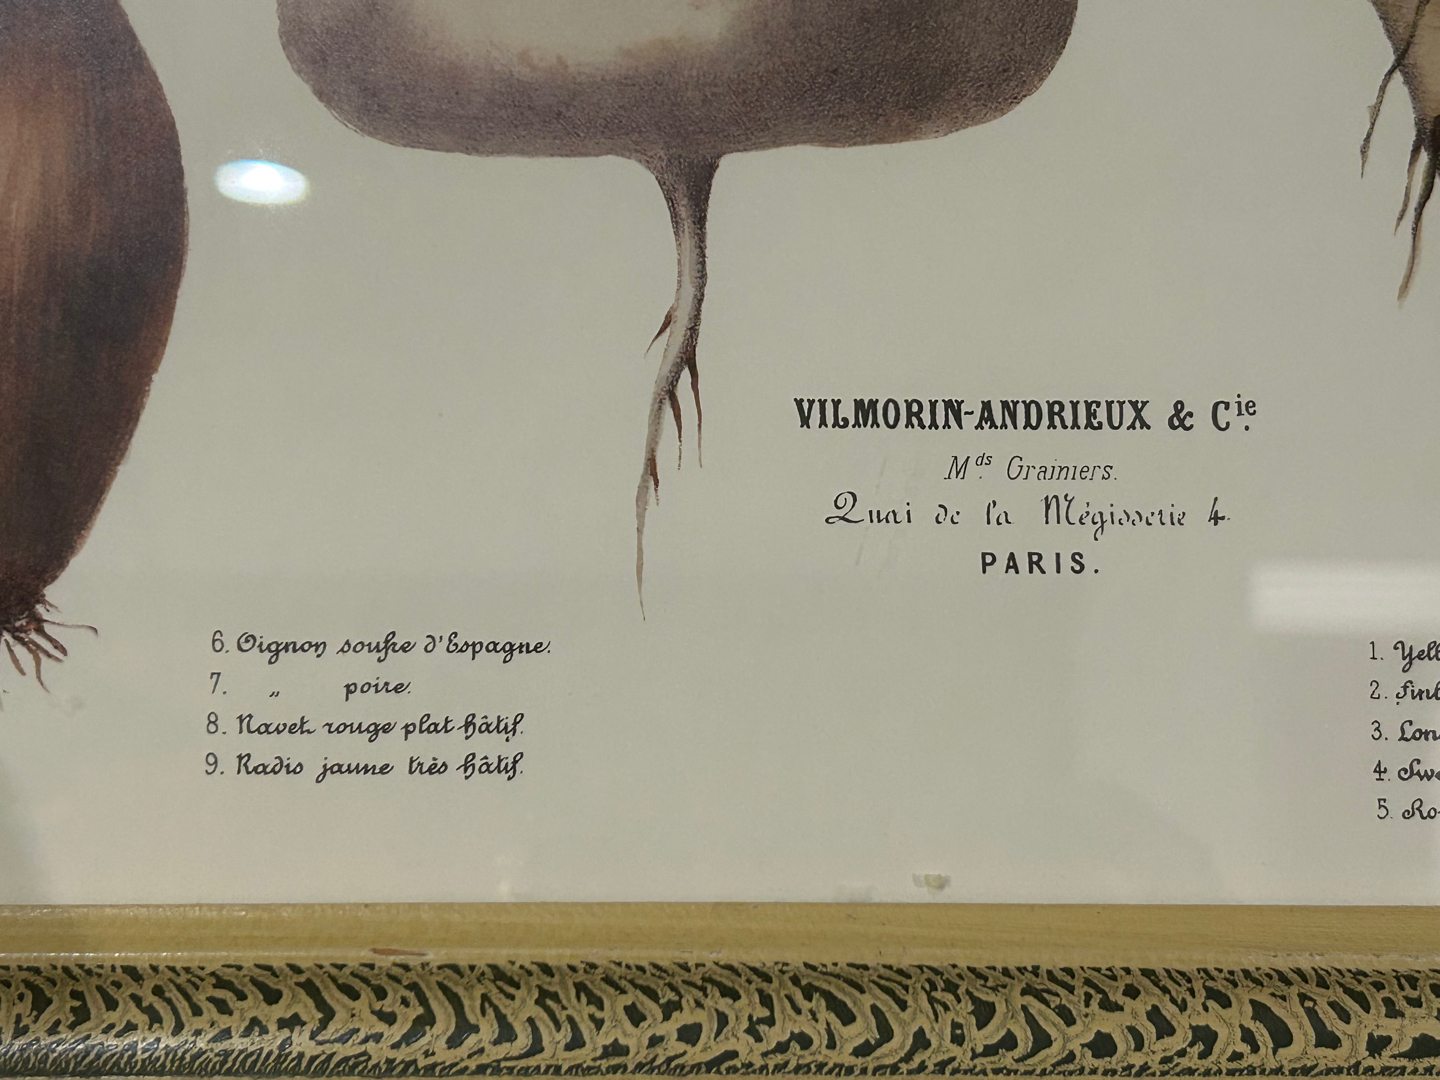 VILMORIN-ANDRIEUX & Cie.
Mds. Grainiers.
Quai de la Mégisserie 4.
PARIS.
6. Oignon soufre d'Espagne.
7. „ poire.
8. Navet rouge plat hâtif.
9. Radis jaune très hâtif.
1.
2.
3.
4.
5.